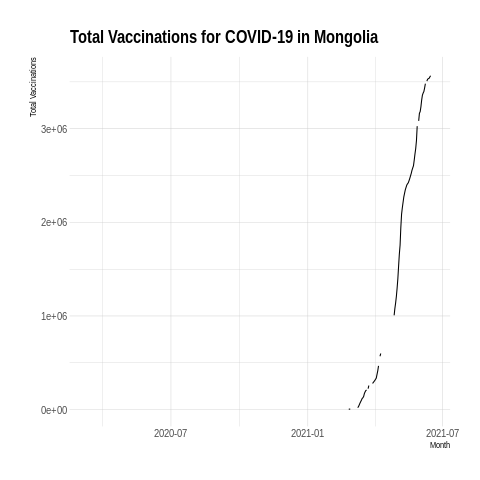 Total Vaccinations for COVID-19 in Mongolia
Total Vaccinations
3e+06
2e+06
1e+06
0e+00
2020-07
2021-01
2021-07
Month